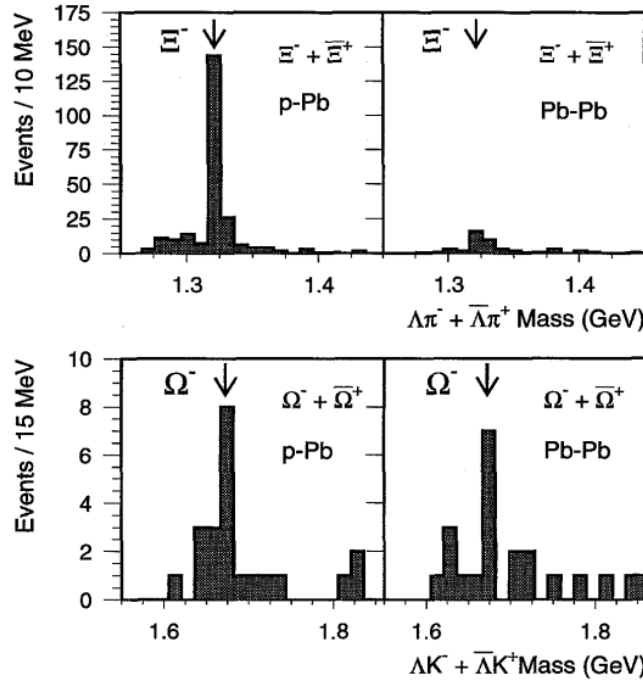 Events / 10 MeV
175
150
125
100
75
50
25
0
Ξ⁻
Ξ⁻ + Ξ̅⁺
p-Pb
Ξ⁻
Ξ⁻ + Ξ̅⁺
Pb-Pb
1.3 1.4 1.3 1.4
Λπ⁻ + Λ̅π⁺ Mass (GeV)
Events / 15 MeV
10
8
6
4
2
0
Ω⁻
Ω⁻ + Ω̅⁺
p-Pb
Ω⁻
Ω⁻ + Ω̅⁺
Pb-Pb
1.6 1.8 1.6 1.8
ΛK⁻ + Λ̅K⁺ Mass (GeV)